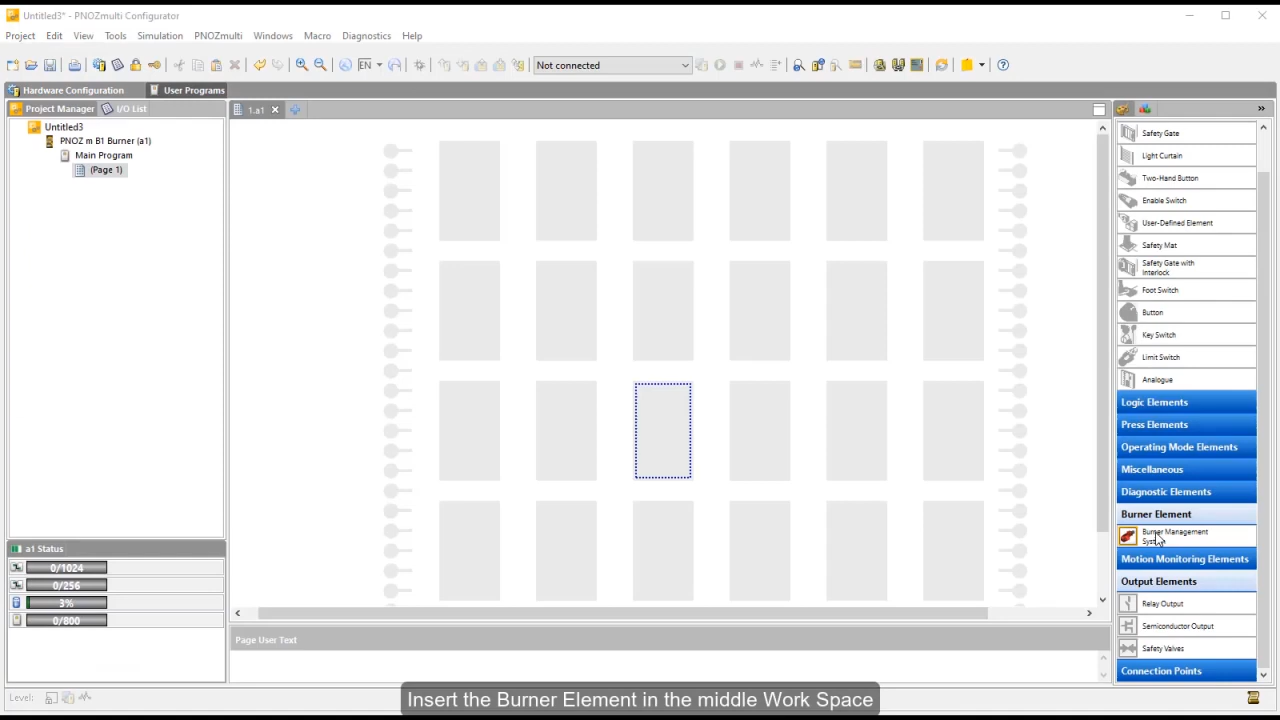 Untitled3* - PNOZmulti Configurator
Project Edit View Tools Simulation PNOZmulti Windows Macro Diagnostics Help
EN
Not connected
Hardware Configuration User Programs
Project Manager I/O List
1.a1
Untitled3
PNOZ m B1 Burner (a1)
Main Program
(Page 1)
Safety Gate
Light Curtain
Two-Hand Button
Enable Switch
User-Defined Element
Safety Mat
Safety Gate with
Interlock
Foot Switch
Button
Key Switch
Limit Switch
Analogue
Logic Elements
Press Elements
Operating Mode Elements
Miscellaneous
Diagnostic Elements
Burner Element
Burner Management
Motion Monitoring Elements
Output Elements
Relay Output
Semiconductor Output
Safety Valves
Connection Points
a1 Status
0/1024
0/256
3%
0/800
Page User Text
Level:
Insert the Burner Element in the middle Work Space